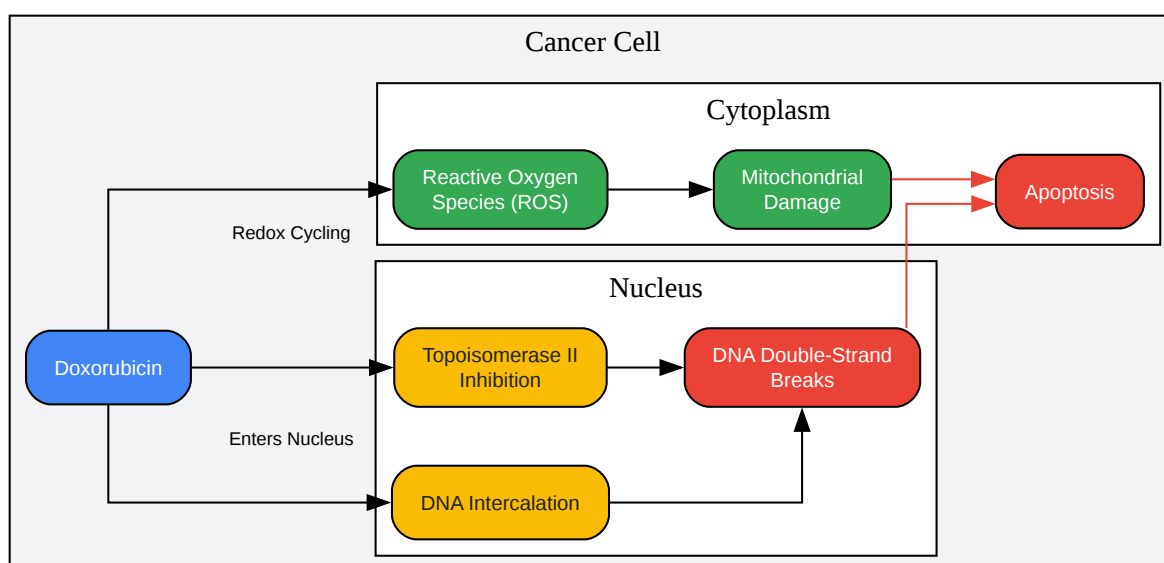 Cancer Cell
Cytoplasm
Reactive Oxygen
Species (ROS)
Mitochondrial
Damage
Apoptosis
Redox Cycling
Nucleus
Doxorubicin
Topoisomerase II
Inhibition
DNA Double-Strand
Breaks
Enters Nucleus
DNA Intercalation